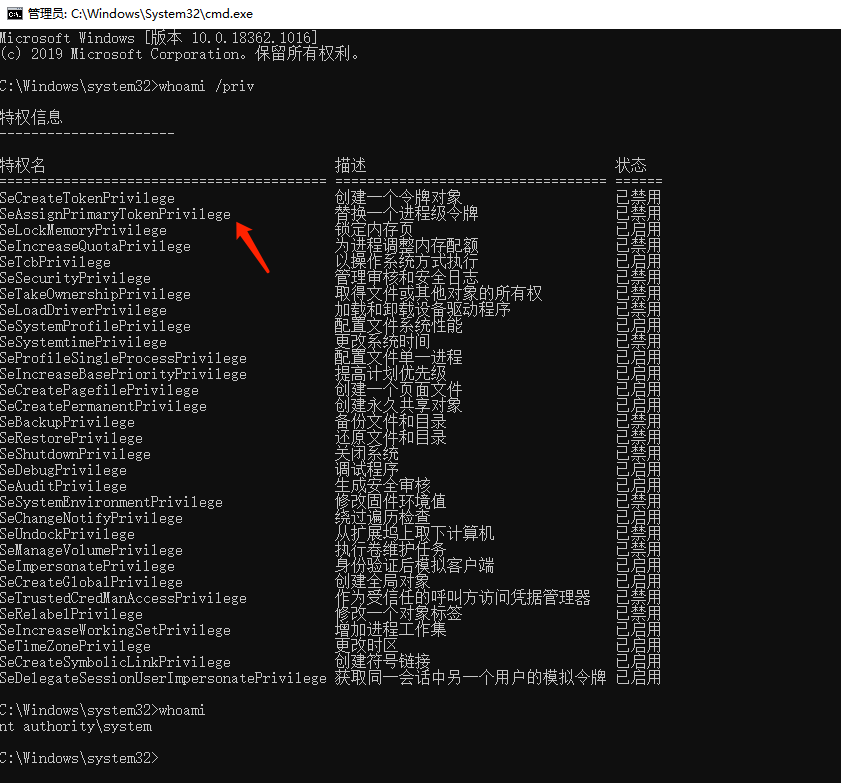 管理员: C:\Windows\System32\cmd.exe
Microsoft Windows [版本 10.0.18362.1016]
(c) 2019 Microsoft Corporation。保留所有权利。
C:\Windows\system32>whoami /priv
特权信息
----------------------
特权名 描述 状态
========================================= ================================== ======
SeCreateTokenPrivilege 创建一个令牌对象 已禁用
SeAssignPrimaryTokenPrivilege 替换一个进程级令牌 已禁用
SeLockMemoryPrivilege 锁定内存页 已启用
SeIncreaseQuotaPrivilege 为进程调整内存配额 已禁用
SeTcbPrivilege 以操作系统方式执行 已启用
SeSecurityPrivilege 管理审核和安全日志 已禁用
SeTakeOwnershipPrivilege 取得文件或其他对象的所有权 已禁用
SeLoadDriverPrivilege 加载和卸载设备驱动程序 已禁用
SeSystemProfilePrivilege 配置文件系统性能 已启用
SeSystemtimePrivilege 更改系统时间 已禁用
SeProfileSingleProcessPrivilege 配置文件单一进程 已启用
SeIncreaseBasePriorityPrivilege 提高计划优先级 已启用
SeCreatePagefilePrivilege 创建一个页面文件 已启用
SeCreatePermanentPrivilege 创建永久共享对象 已启用
SeBackupPrivilege 备份文件和目录 已禁用
SeRestorePrivilege 还原文件和目录 已禁用
SeShutdownPrivilege 关闭系统 已禁用
SeDebugPrivilege 调试程序 已启用
SeAuditPrivilege 生成安全审核 已启用
SeSystemEnvironmentPrivilege 修改固件环境值 已禁用
SeChangeNotifyPrivilege 绕过遍历检查 已启用
SeUndockPrivilege 从扩展坞上取下计算机 已禁用
SeManageVolumePrivilege 执行卷维护任务 已禁用
SeImpersonatePrivilege 身份验证后模拟客户端 已启用
SeCreateGlobalPrivilege 创建全局对象 已启用
SeTrustedCredManAccessPrivilege 作为受信任的呼叫方访问凭据管理器 已禁用
SeRelabelPrivilege 修改一个对象标签 已禁用
SeIncreaseWorkingSetPrivilege 增加进程工作集 已启用
SeTimeZonePrivilege 更改时区 已启用
SeCreateSymbolicLinkPrivilege 创建符号链接 已启用
SeDelegateSessionUserImpersonatePrivilege 获取同一会话中另一个用户的模拟令牌 已启用
C:\Windows\system32>whoami
nt authority\system
C:\Windows\system32>